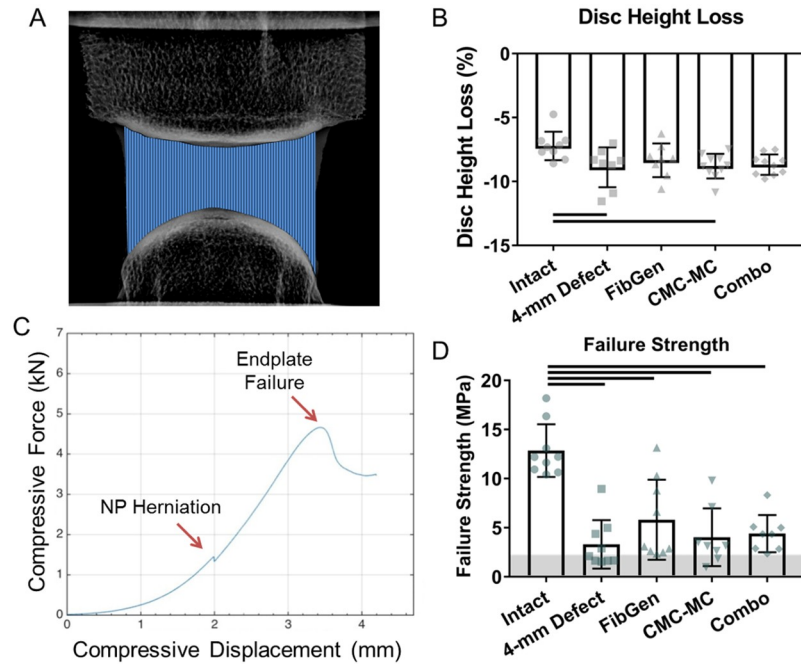 A
B
Disc Height Loss
Disc Height Loss (%)
0
-5
-10
-15
Intact
4-mm Defect
FibGen
CMC-MC
Combo
C
Compressive Force (kN)
7
6
5
4
3
2
1
0
Endplate
Failure
NP Herniation
0
1
2
3
4
Compressive Displacement (mm)
D
Failure Strength
Failure Strength (MPa)
20
15
10
5
0
Intact
4-mm Defect
FibGen
CMC-MC
Combo